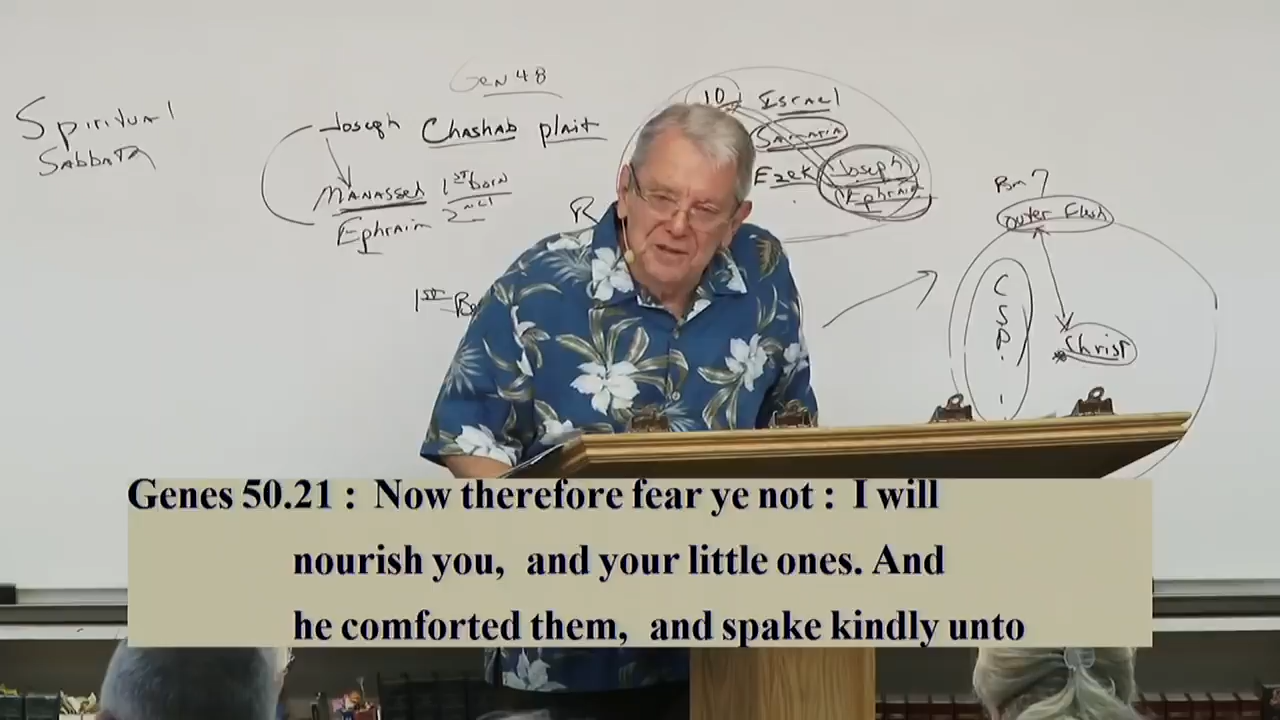 Spiritual
Sabbath
Gen 48
Joseph Chashab plait
Manasseh 1ST Born
2nd
Ephraim
R
1ST Bo
10 Israel
Samaria
Ezek Joseph
Ephraim
Rm 7
outer Flesh
C
S
P
Christ
Genes 50.21 : Now therefore fear ye not : I will
nourish you, and your little ones. And
he comforted them, and spake kindly unto